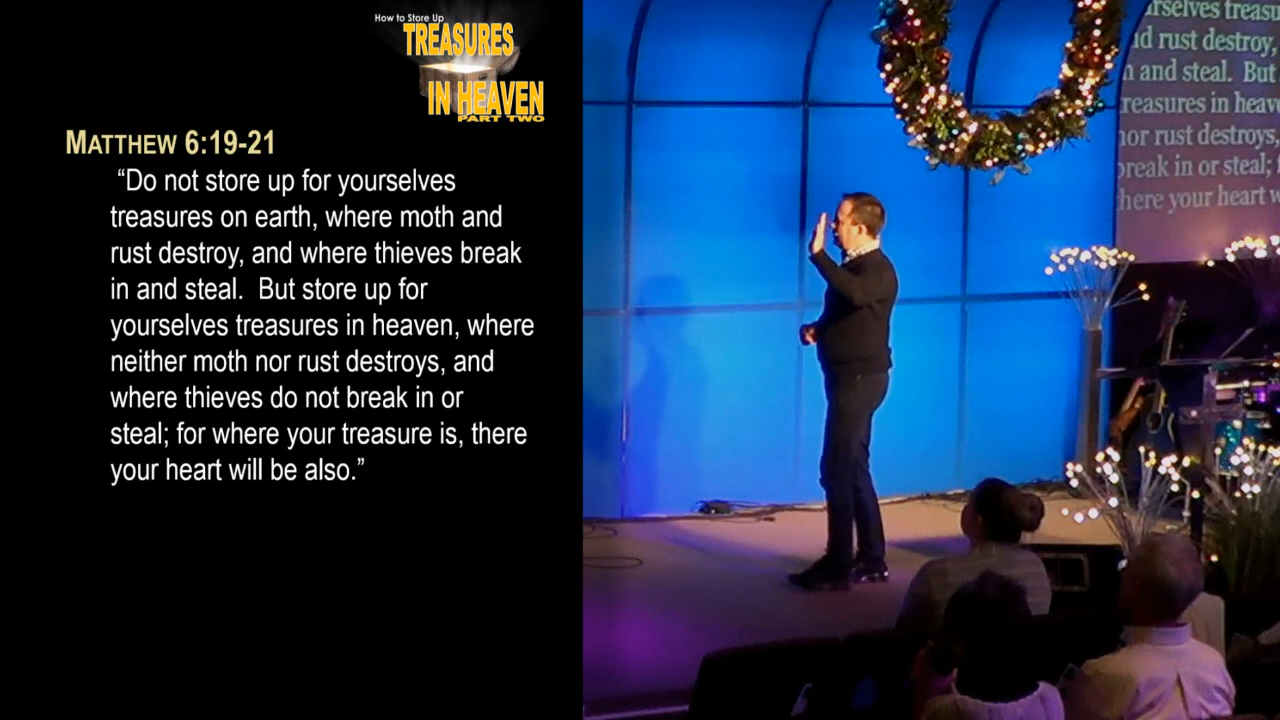 How to Store Up
TREASURES
IN HEAVEN
PART TWO
MATTHEW 6:19-21
“Do not store up for yourselves
treasures on earth, where moth and
rust destroy, and where thieves break
in and steal.  But store up for
yourselves treasures in heaven, where
neither moth nor rust destroys, and
where thieves do not break in or
steal; for where your treasure is, there
your heart will be also.”
rselves treasu
nd rust destroy,
and steal. But
reasures in heav
nor rust destroys,
break in or steal;
here your heart w